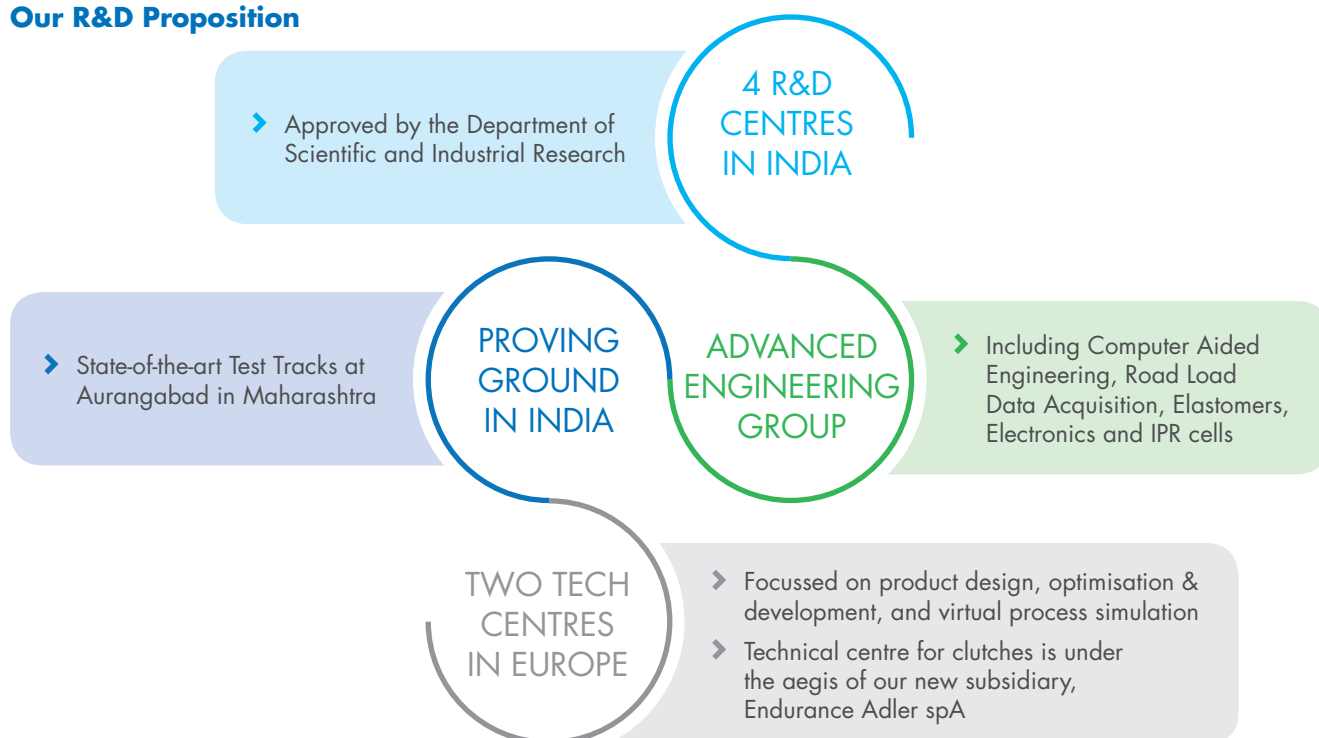 Our R&D Proposition
4 R&D
CENTRES
IN INDIA
Approved by the Department of
Scientific and Industrial Research
PROVING
GROUND
IN INDIA
State-of-the-art Test Tracks at
Aurangabad in Maharashtra
ADVANCED
ENGINEERING
GROUP
Including Computer Aided
Engineering, Road Load
Data Acquisition, Elastomers,
Electronics and IPR cells
TWO TECH
CENTRES
IN EUROPE
Focussed on product design, optimisation &
development, and virtual process simulation
Technical centre for clutches is under
the aegis of our new subsidiary,
Endurance Adler spA